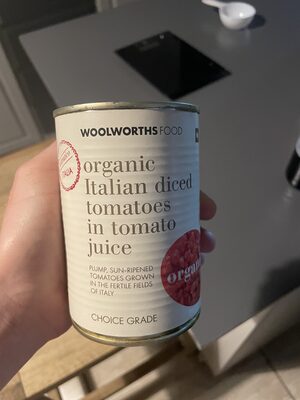 WOOLWORTHS FOOD
organic
Italian diced
tomatoes
in tomato
juice
PLUMP, SUN-RIPENED
TOMATOES GROWN
IN THE FERTILE FIELDS
OF ITALY
organic
CHOICE GRADE